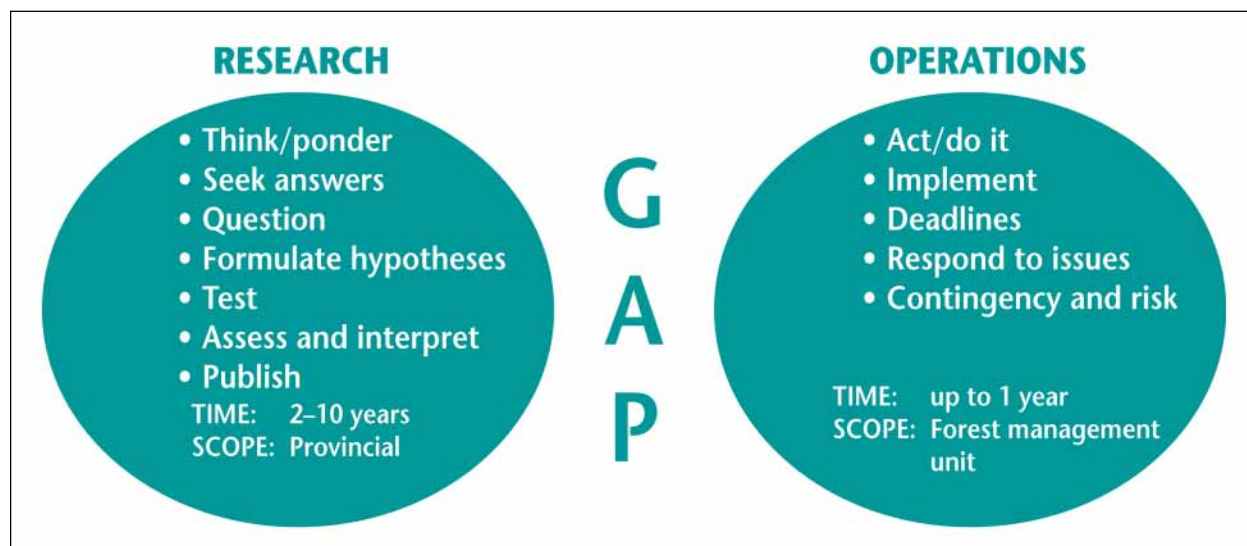 RESEARCH
• Think/ponder
• Seek answers
• Question
• Formulate hypotheses
• Test
• Assess and interpret
• Publish
TIME: 2–10 years
SCOPE: Provincial
G
A
P
OPERATIONS
• Act/do it
• Implement
• Deadlines
• Respond to issues
• Contingency and risk
TIME: up to 1 year
SCOPE: Forest management
unit